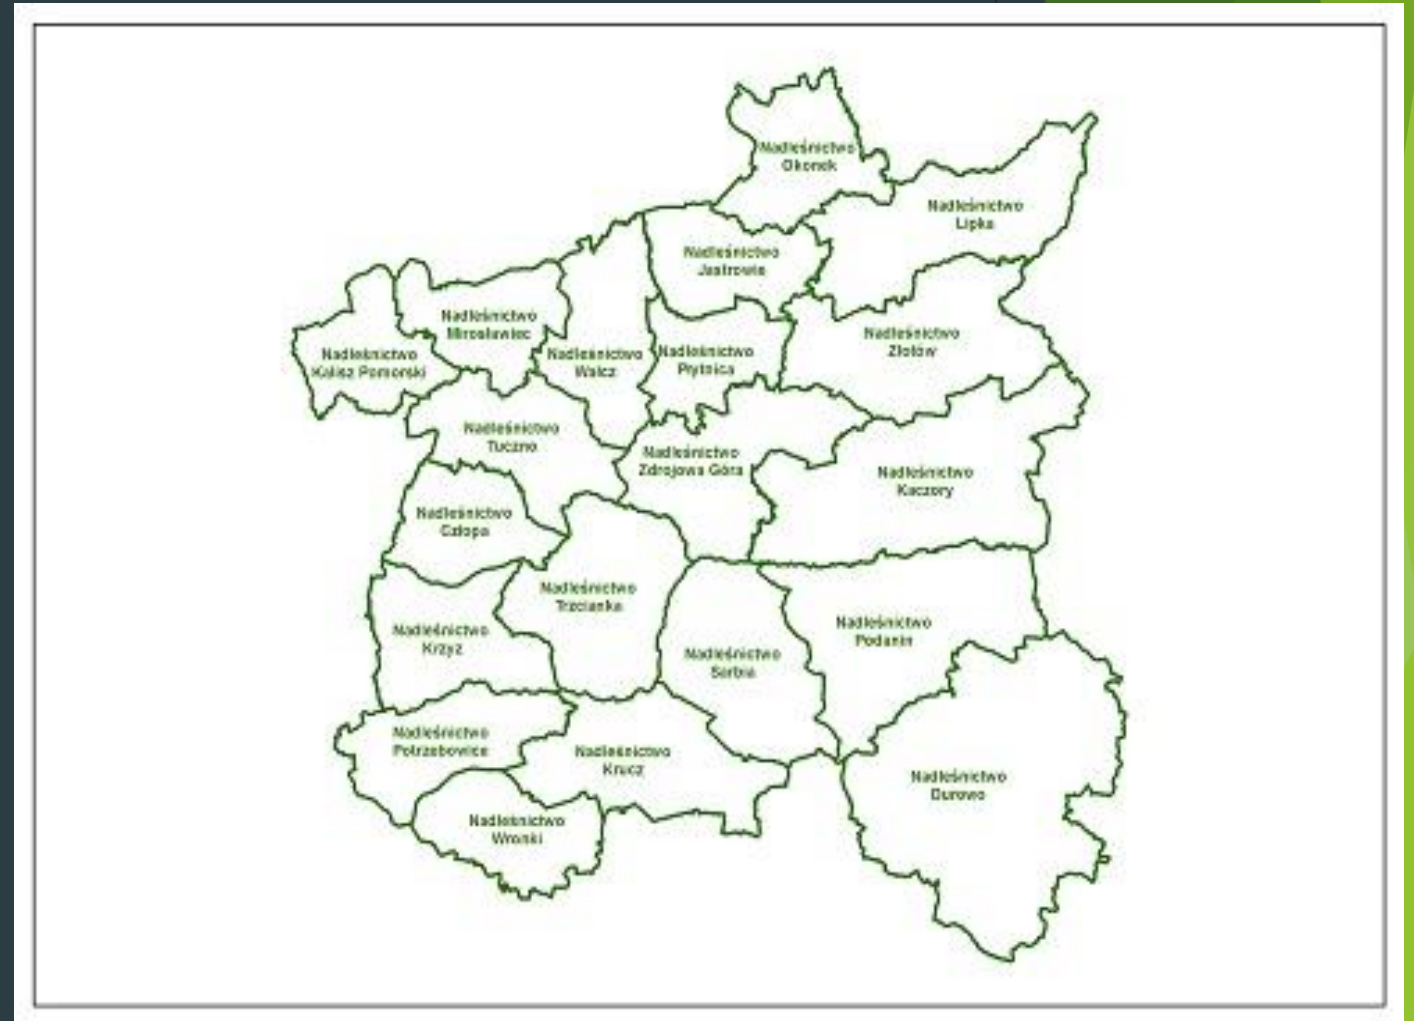 Nadleśnictwo
Okonek
Nadleśnictwo
Lipka
Nadleśnictwo
Jastrowie
Nadleśnictwo
Mirosławiec
Nadleśnictwo
Złotów
Nadleśnictwo
Kalisz Pomorski
Nadleśnictwo
Wałcz
Nadleśnictwo
Płytnica
Nadleśnictwo
Tuczno
Nadleśnictwo
Zdrojowa Góra
Nadleśnictwo
Kaczory
Nadleśnictwo
Człopa
Nadleśnictwo
Trzcianka
Nadleśnictwo
Podanin
Nadleśnictwo
Krzyż
Nadleśnictwo
Sarbia
Nadleśnictwo
Potrzebowice
Nadleśnictwo
Krucz
Nadleśnictwo
Durowo
Nadleśnictwo
Wronki